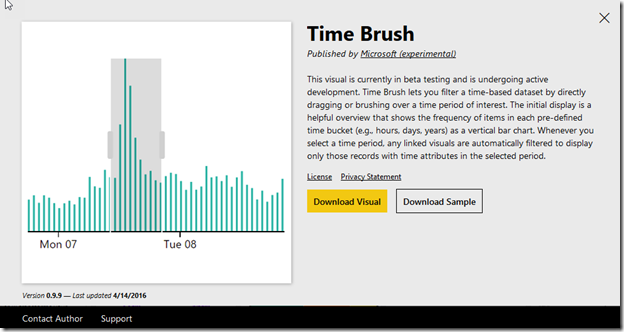 Time Brush
Published by Microsoft (experimental)
This visual is currently in beta testing and is undergoing active
development. Time Brush lets you filter a time-based dataset by directly
dragging or brushing over a time period of interest. The initial display is a
helpful overview that shows the frequency of items in each pre-defined
time bucket (e.g., hours, days, years) as a vertical bar chart. Whenever you
select a time period, any linked visuals are automatically filtered to display
only those records with time attributes in the selected period.
License Privacy Statement
Download Visual Download Sample
Mon 07 Tue 08
Version 0.9.9 — Last updated 4/14/2016
Contact Author Support